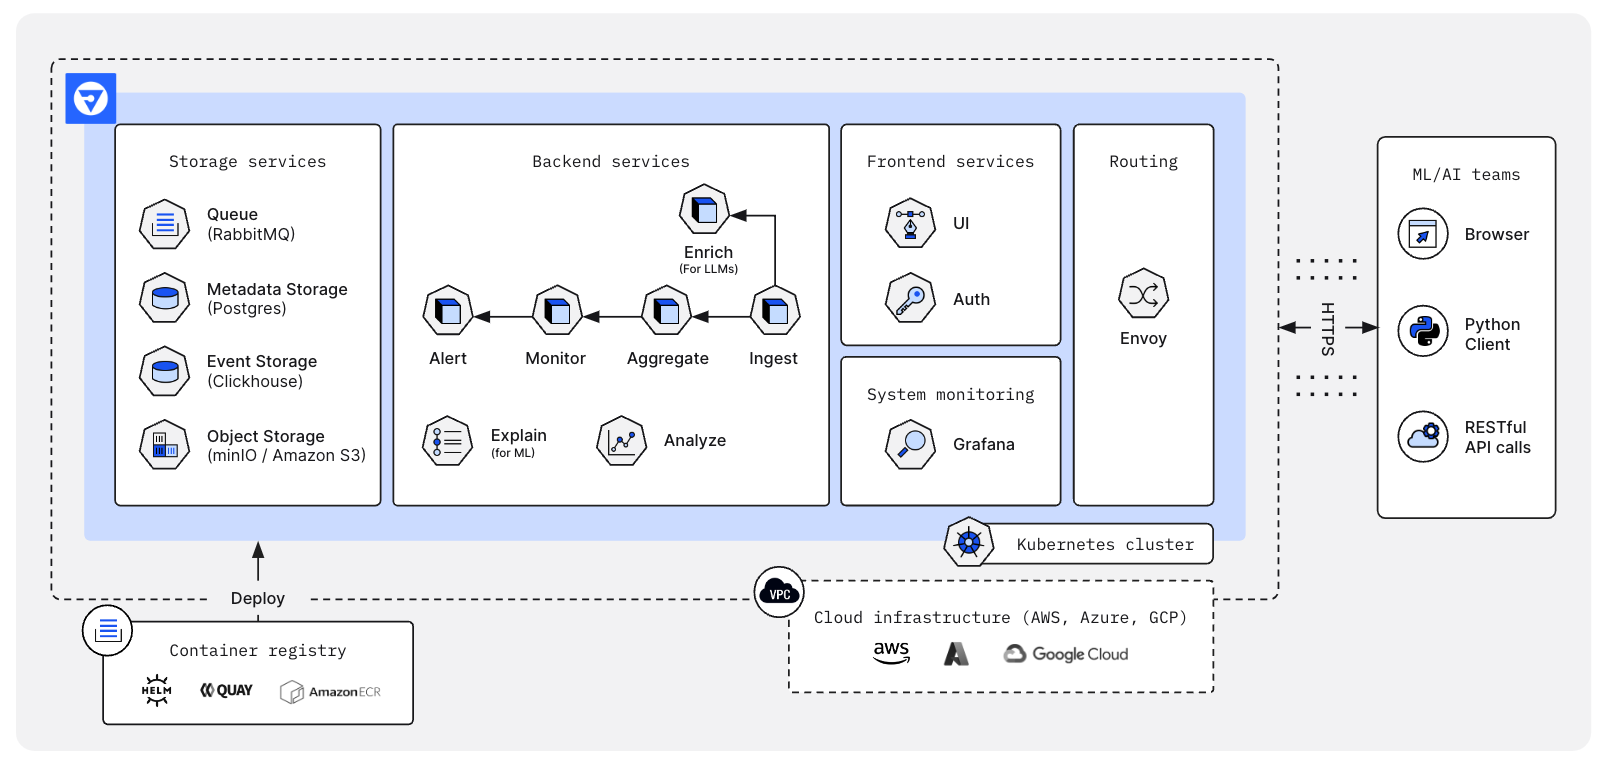 Storage services
Queue
(RabbitMQ)
Metadata Storage
(Postgres)
Event Storage
(Clickhouse)
Object Storage
(minIO / Amazon S3)
Backend services
Enrich
(For LLMs)
Alert
Monitor
Aggregate
Ingest
Explain
(for ML)
Analyze
Frontend services
UI
Auth
System monitoring
Grafana
Routing
Envoy
Kubernetes cluster
HTTPS
ML/AI teams
Browser
Python
Client
RESTful
API calls
Deploy
Container registry
HELM
QUAY
Amazon ECR
VPC
Cloud infrastructure (AWS, Azure, GCP)
aws
Google Cloud